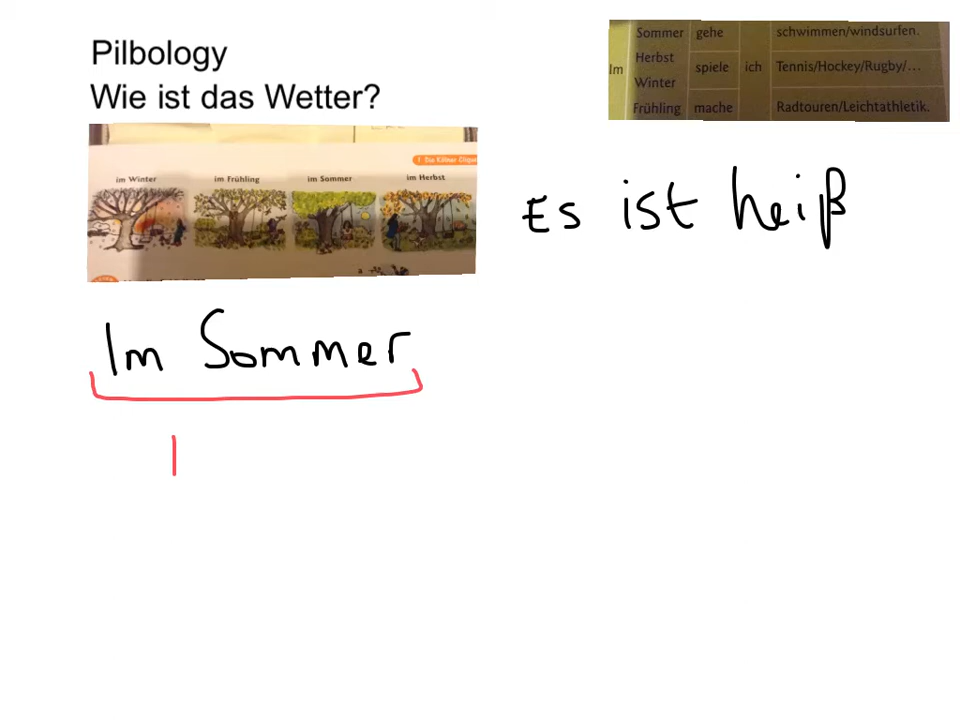 Pilbology
Wie ist das Wetter?
Im
Sommer gehe ich schwimmen/windsurfen.
Herbst
Winter spiele Tennis/Hockey/Rugby/...
Frühling mache Radtouren/Leichtathletik.
im Winter
im Frühling
im Sommer
im Herbst
Es ist heiß
Im Sommer